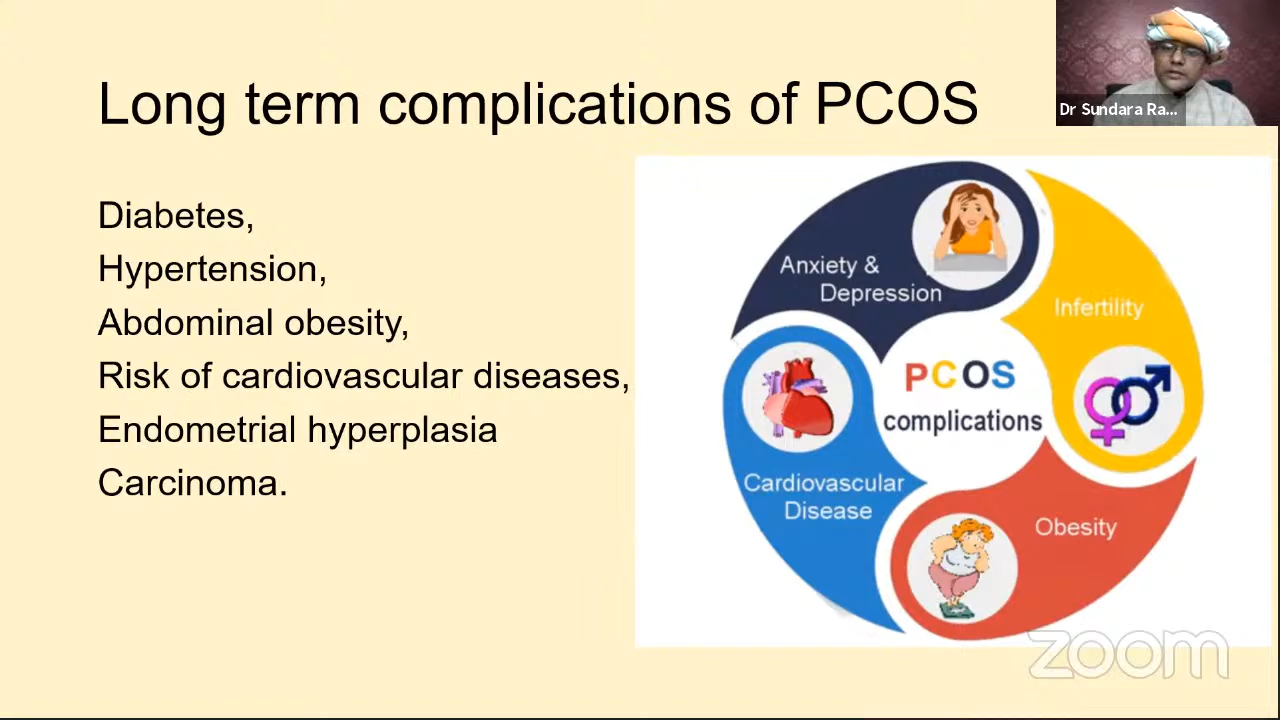 Long term complications of PCOS
Dr Sundara Ra...
Diabetes,
Hypertension,
Abdominal obesity,
Risk of cardiovascular diseases,
Endometrial hyperplasia
Carcinoma.
Anxiety &
Depression
Infertility
PCOS
complications
Cardiovascular
Disease
Obesity
zoom